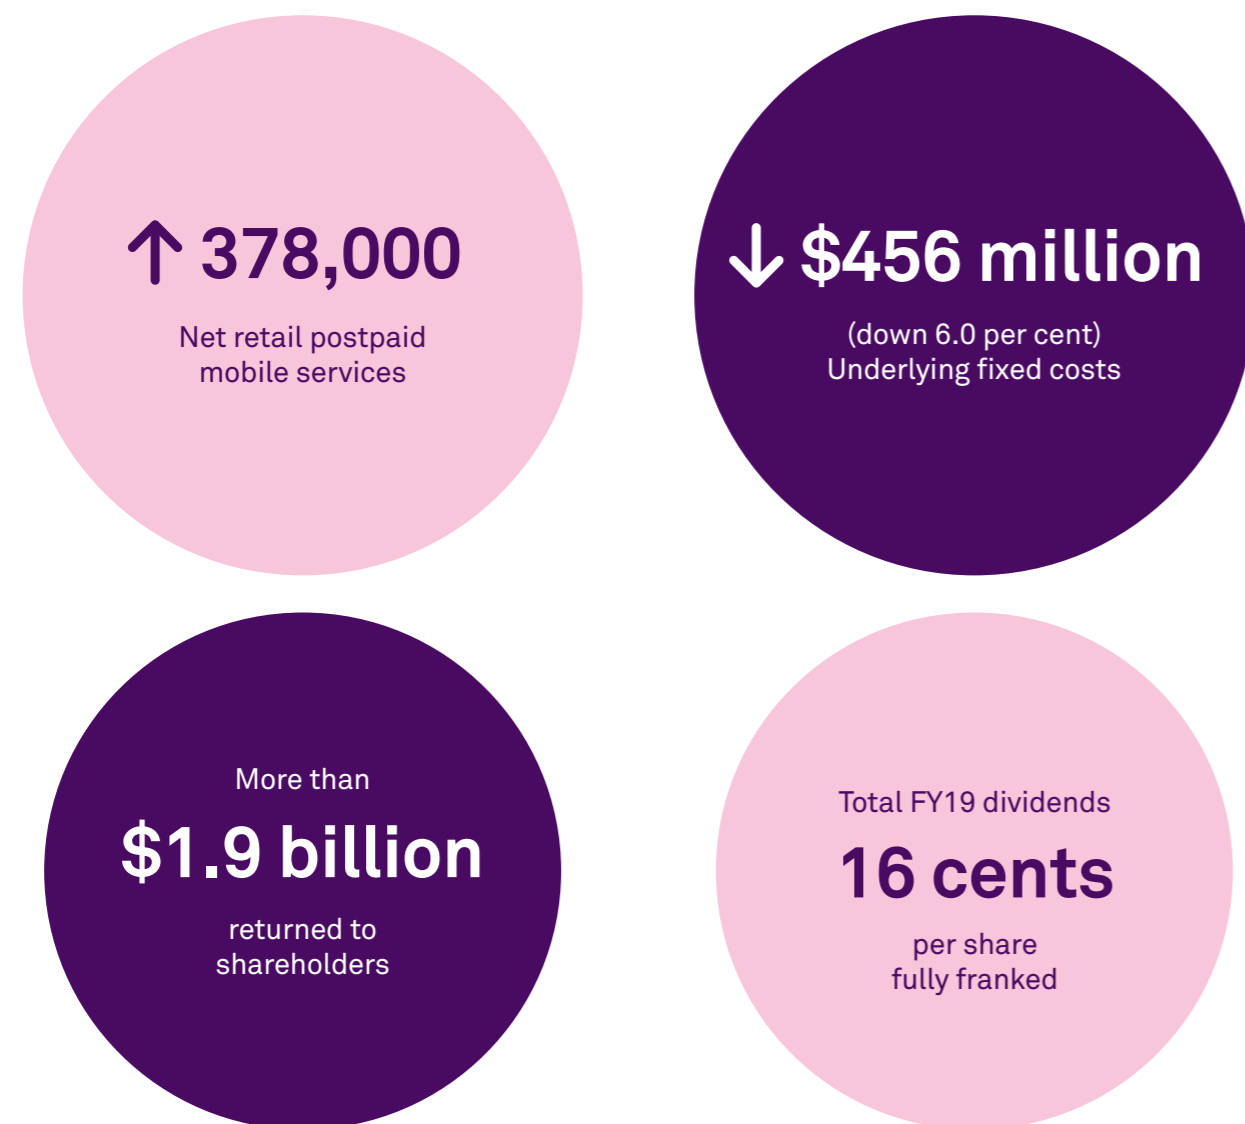 ↑ 378,000
Net retail postpaid
mobile services
↓ $456 million
(down 6.0 per cent)
Underlying fixed costs
More than
$1.9 billion
returned to
shareholders
Total FY19 dividends
16 cents
per share
fully franked